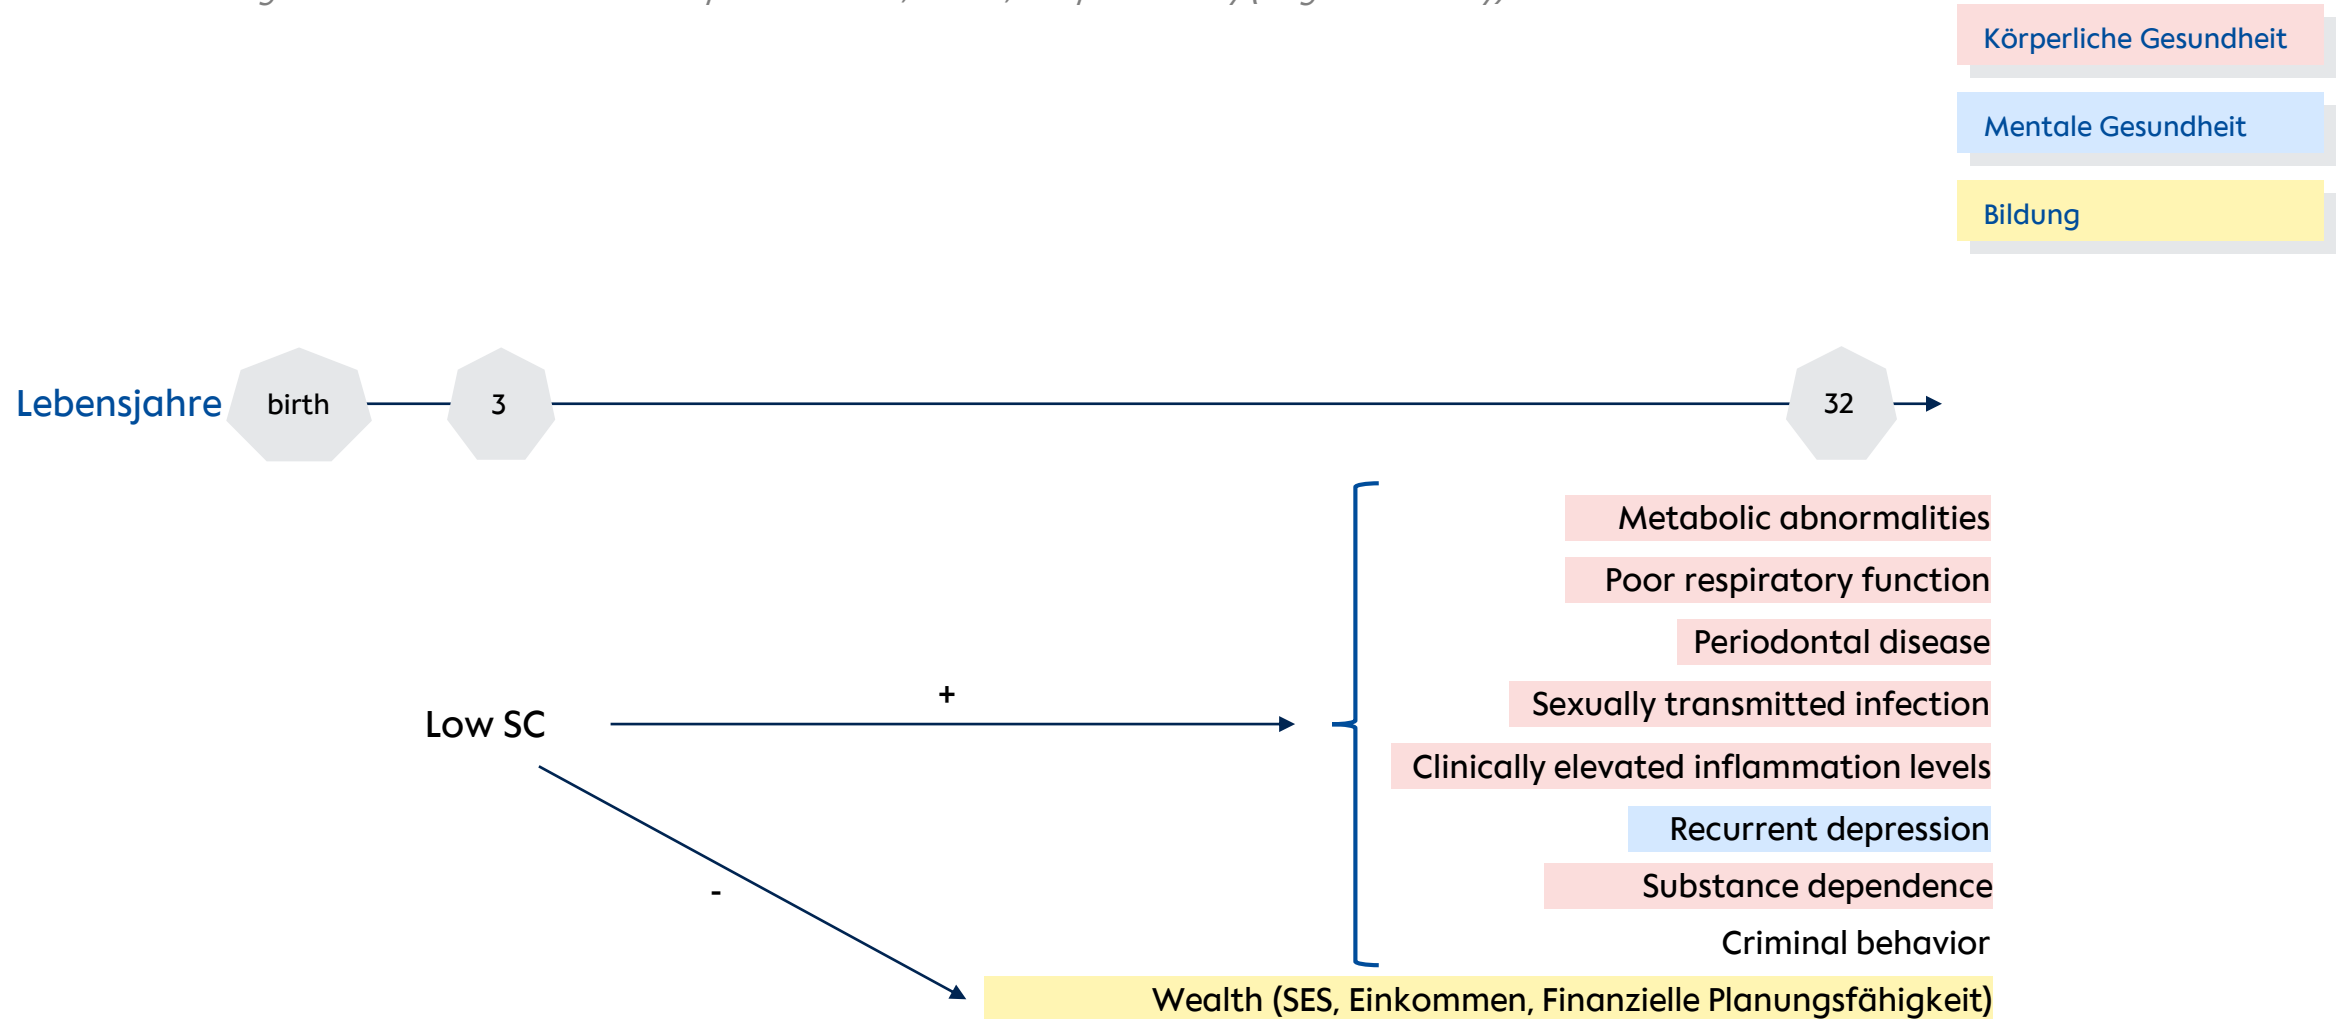 Körperliche Gesundheit
Mentale Gesundheit
Bildung
Lebensjahre birth 3 32
Metabolic abnormalities
Poor respiratory function
Periodontal disease
+ Sexually transmitted infection
Low SC
Clinically elevated inflammation levels
Recurrent depression
- Substance dependence
Criminal behavior
Wealth (SES, Einkommen, Finanzielle Planungsfähigkeit)